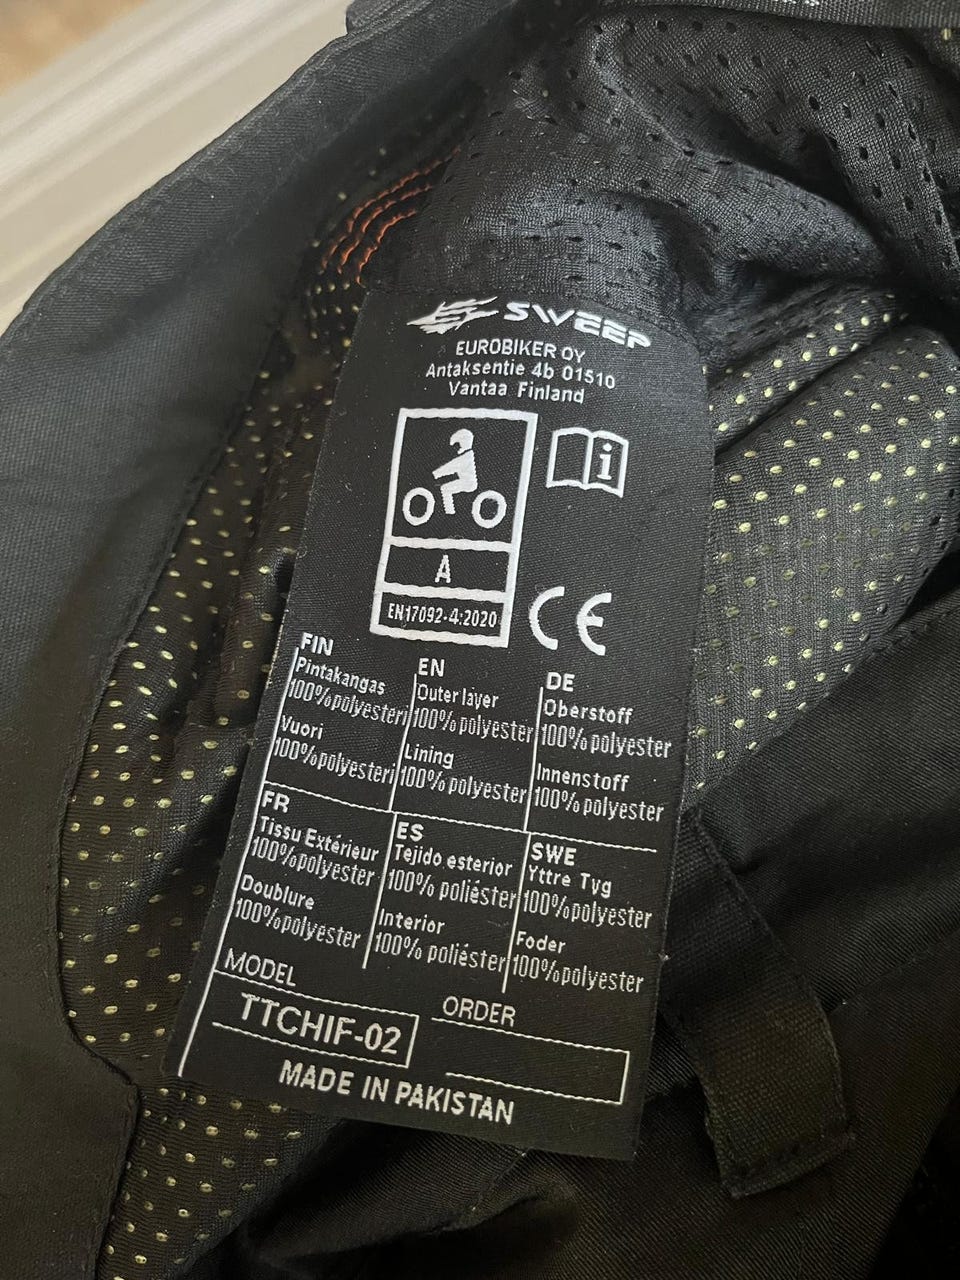 SWEEP
EUROBIKER OY
Antaksentie 4b 01510
Vantaa Finland
i
A
EN17092-4:2020
CE
FIN
Pintakangas
100%polyesteri
Vuori
100%polyesteri
EN
Outer layer
100%polyester
Lining
100%polyester
DE
Oberstoff
100%polyester
Innenstoff
100%polyester
FR
Tissu Extérieur
100%polyester
Doublure
100%polyester
ES
Tejido esterior
100% poliéster
Interior
100% poliéster
SWE
Yttre Tvg
100%polyester
Foder
100%polyester
MODEL
TTCHIF-02
ORDER
MADE IN PAKISTAN